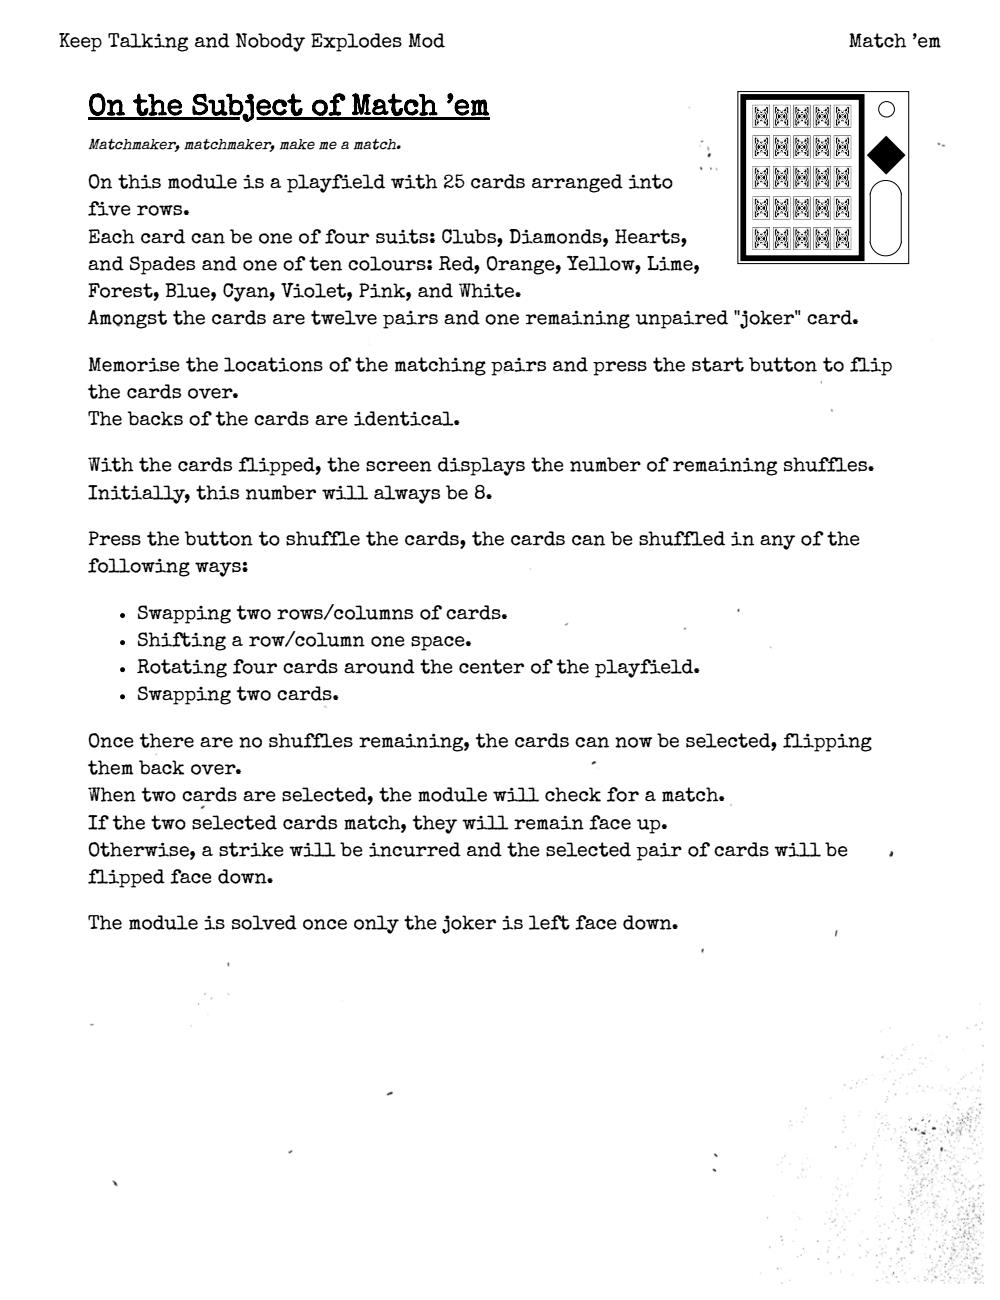 Keep Talking and Nobody Explodes Mod
Match ’em
On the Subject of Match ’em
Matchmaker, matchmaker, make me a match.
On this module is a playfield with 25 cards arranged into
five rows.
Each card can be one of four suits: Clubs, Diamonds, Hearts,
and Spades and one of ten colours: Red, Orange, Yellow, Lime,
Forest, Blue, Cyan, Violet, Pink, and White.
Amongst the cards are twelve pairs and one remaining unpaired "joker" card.
Memorise the locations of the matching pairs and press the start button to flip
the cards over.
The backs of the cards are identical.
With the cards flipped, the screen displays the number of remaining shuffles.
Initially, this number will always be 8.
Press the button to shuffle the cards, the cards can be shuffled in any of the
following ways:
• Swapping two rows/columns of cards.
• Shifting a row/column one space.
• Rotating four cards around the center of the playfield.
• Swapping two cards.
Once there are no shuffles remaining, the cards can now be selected, flipping
them back over.
When two cards are selected, the module will check for a match.
If the two selected cards match, they will remain face up.
Otherwise, a strike will be incurred and the selected pair of cards will be
flipped face down.
The module is solved once only the joker is left face down.